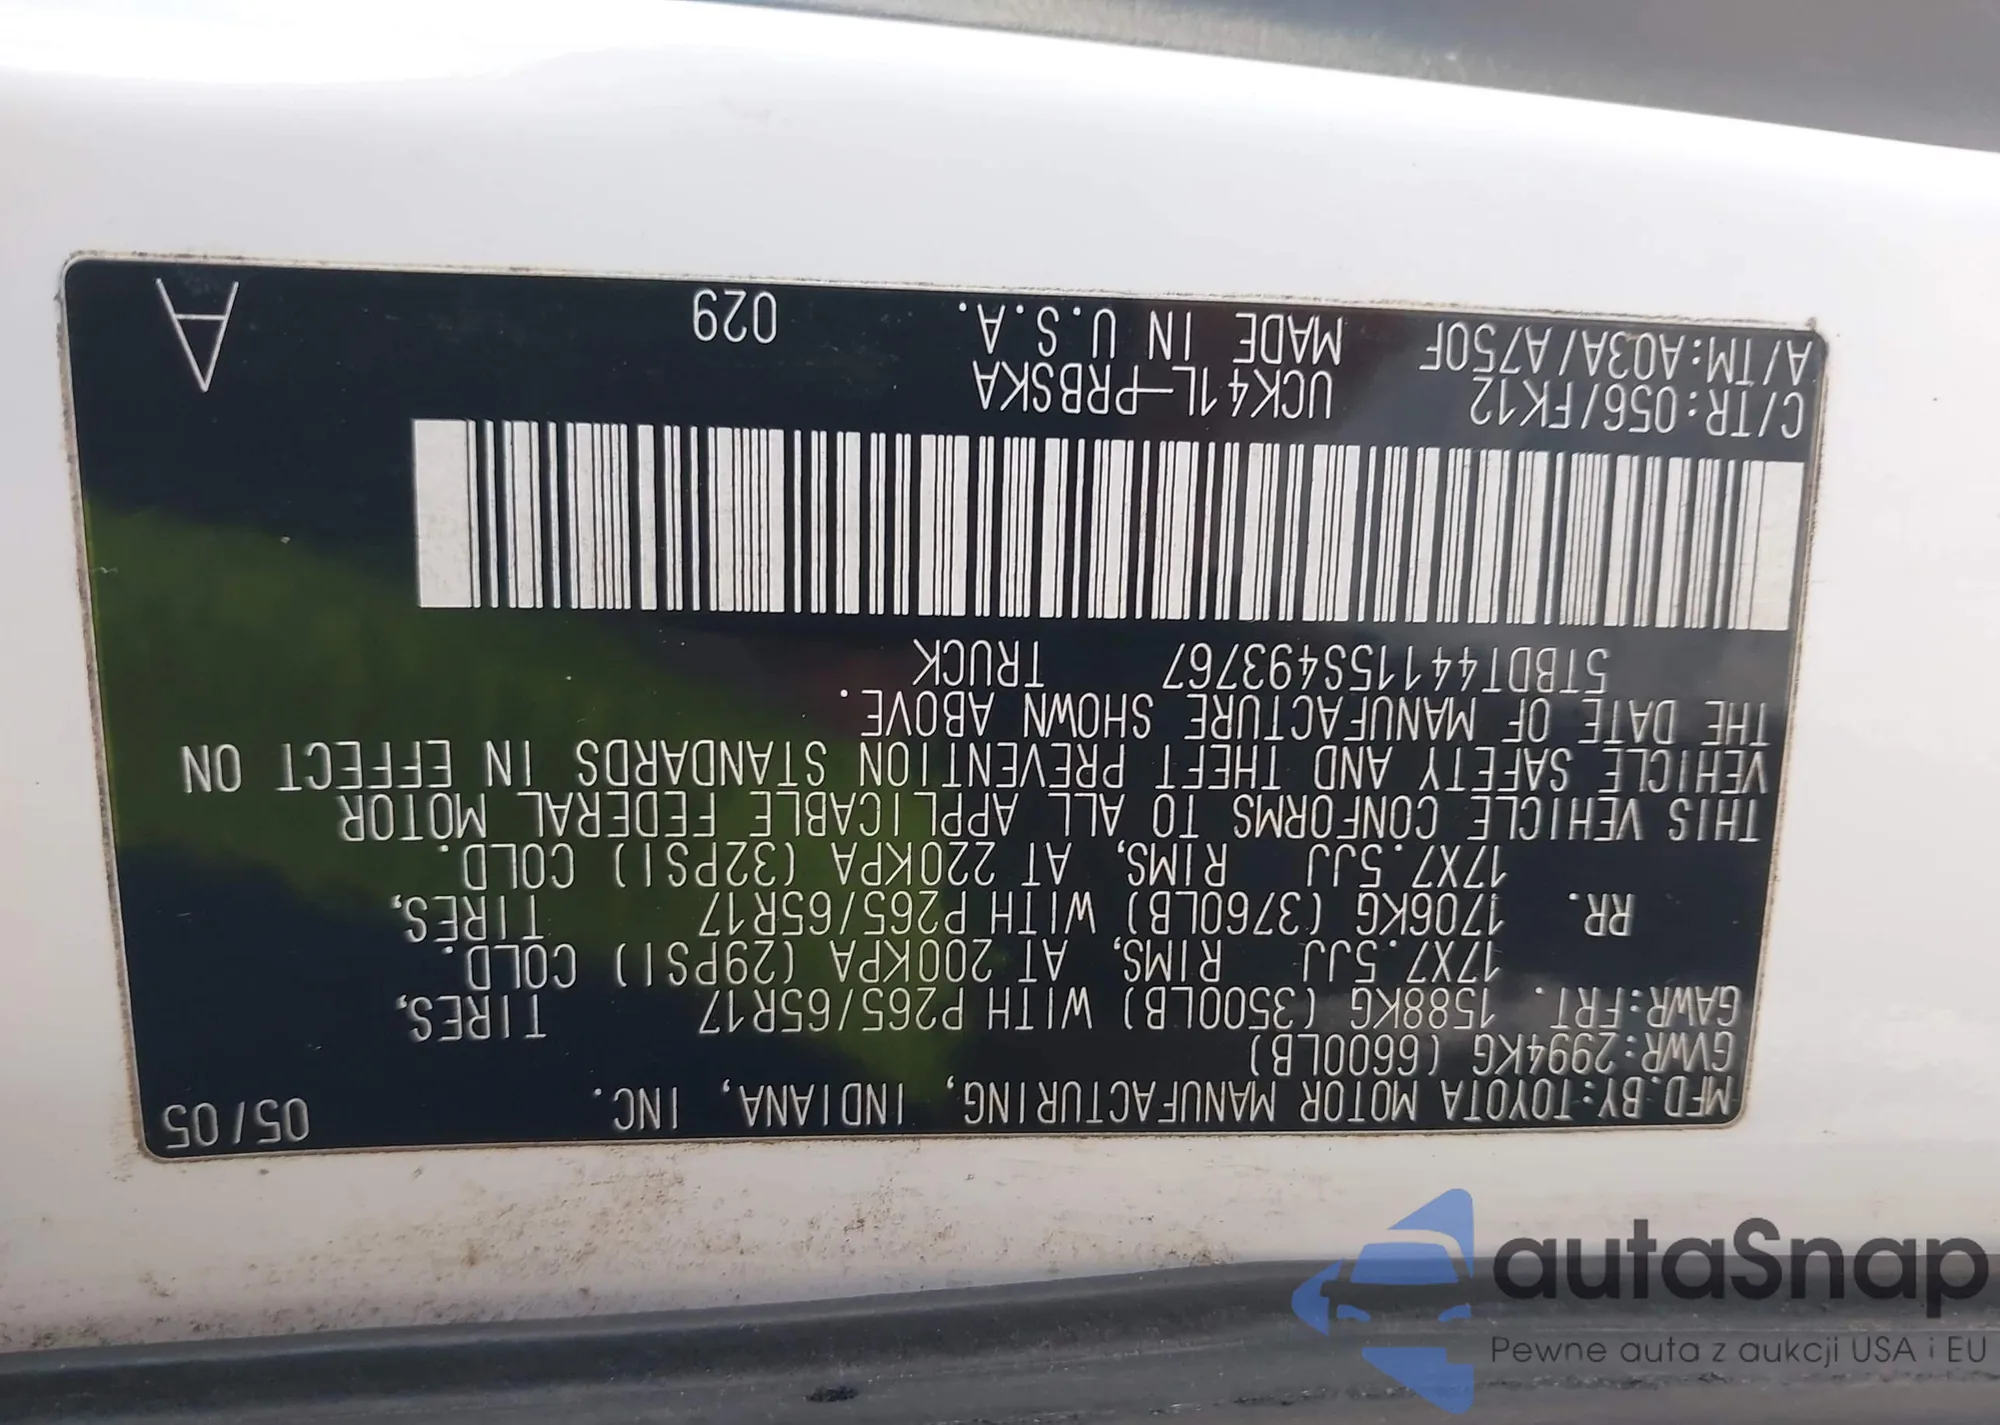 MFD.BY:TOYOTA MOTOR MANUFACTURING, INDIANA, INC. 05/05
GVWR:2994KG (6600LB)
GAWR:FRT. 1588KG (3500LB) WITH P265/65R17 TIRES,
17X7.5JJ RIMS, AT 200KPA (29PSI) COLD.
RR. 1706KG (3760LB) WITH P265/65R17 TIRES,
17X7.5JJ RIMS, AT 220KPA (32PSI) COLD.
THIS VEHICLE CONFORMS TO ALL APPLICABLE FEDERAL MOTOR
VEHICLE SAFETY AND THEFT PREVENTION STANDARDS IN EFFECT ON
THE DATE OF MANUFACTURE SHOWN ABOVE.
5TBDT44115S493767 TRUCK
C/TR:056/FK12 UCK41L-PRBSKA
A/TM:A03A/A750F MADE IN U.S.A. 029 A
autaSnap
Pewne auta z aukcji USA i EU